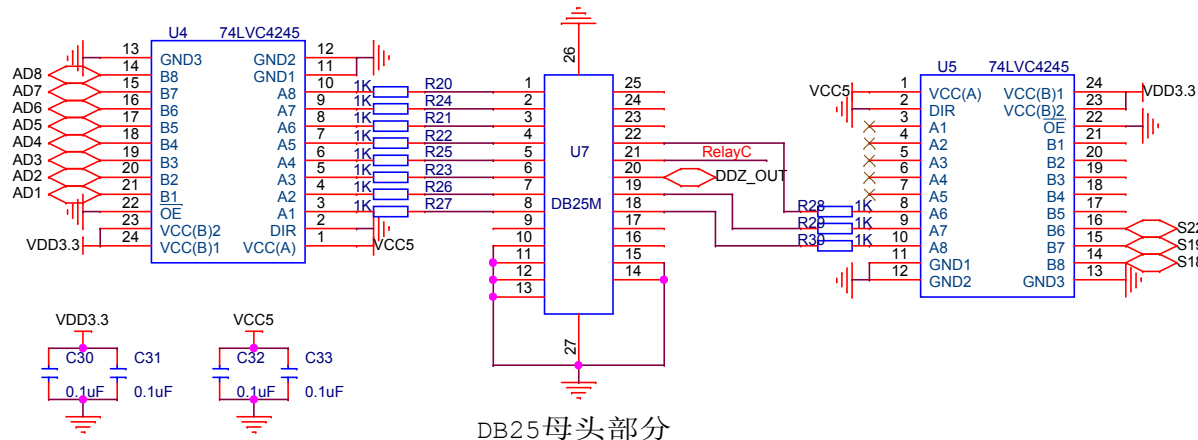 U4 74LVC4245
13 GND3 GND2 12
AD8 14 B8 GND1 11
AD7 15 B7 A8 10 1K R20
AD6 16 B6 A7 9 1K R24
AD5 17 B5 A6 8 1K R21
AD4 18 B4 A5 7 1K R22
AD3 19 B3 A4 6 1K R25
AD2 20 B2 A3 5 1K R23
AD1 21 B1 A2 4 1K R26
22 OE A1 3 1K R27
23 VCC(B)2 DIR 2
VDD3.3 24 VCC(B)1 VCC(A) 1 VCC5
26
1 25
2 24
3 23
4 22
5 21 RelayC
6 20 DDZ_OUT
7 19
8 18
9 17
10 16
11 15
12 14
13
U7
DB25M
27
U5 74LVC4245
VCC5 1 VCC(A) VCC(B)1 24 VDD3.3
2 DIR VCC(B)2 23
3 A1 OE 22
4 A2 B1 21
5 A3 B2 20
6 A4 B3 19
7 A5 B4 18
R28 1K 8 A6 B5 17
R29 1K 9 A7 B6 16 S22
R30 1K 10 A8 B7 15
11 GND1 B8 14 S18
12 GND2 GND3 13
VDD3.3
C30 C31
0.1uF 0.1uF
VCC5
C32 C33
0.1uF 0.1uF
DB25母头部分